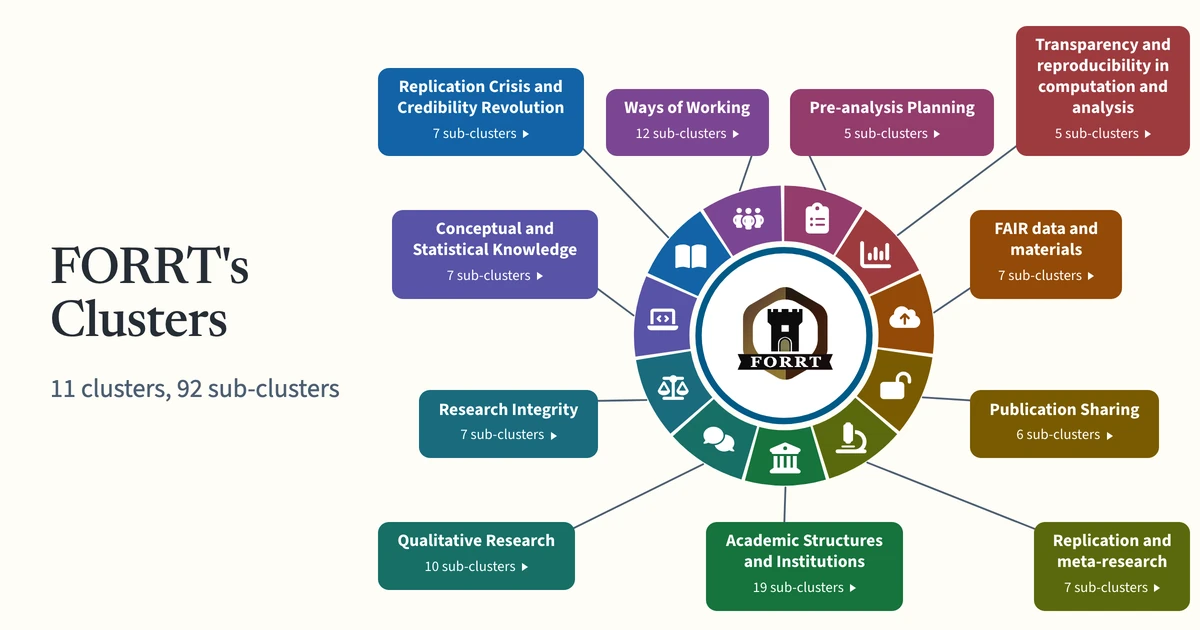 FORRT's
Clusters
11 clusters, 92 sub-clusters
Replication Crisis and
Credibility Revolution
7 sub-clusters ▶
Ways of Working
12 sub-clusters ▶
Pre-analysis Planning
5 sub-clusters ▶
Transparency and
reproducibility in
computation and
analysis
5 sub-clusters ▶
Conceptual and
Statistical Knowledge
7 sub-clusters ▶
FAIR data and
materials
7 sub-clusters ▶
FORRT
Research Integrity
7 sub-clusters ▶
Publication Sharing
6 sub-clusters ▶
Qualitative Research
10 sub-clusters ▶
Academic Structures
and Institutions
19 sub-clusters ▶
Replication and
meta-research
7 sub-clusters ▶